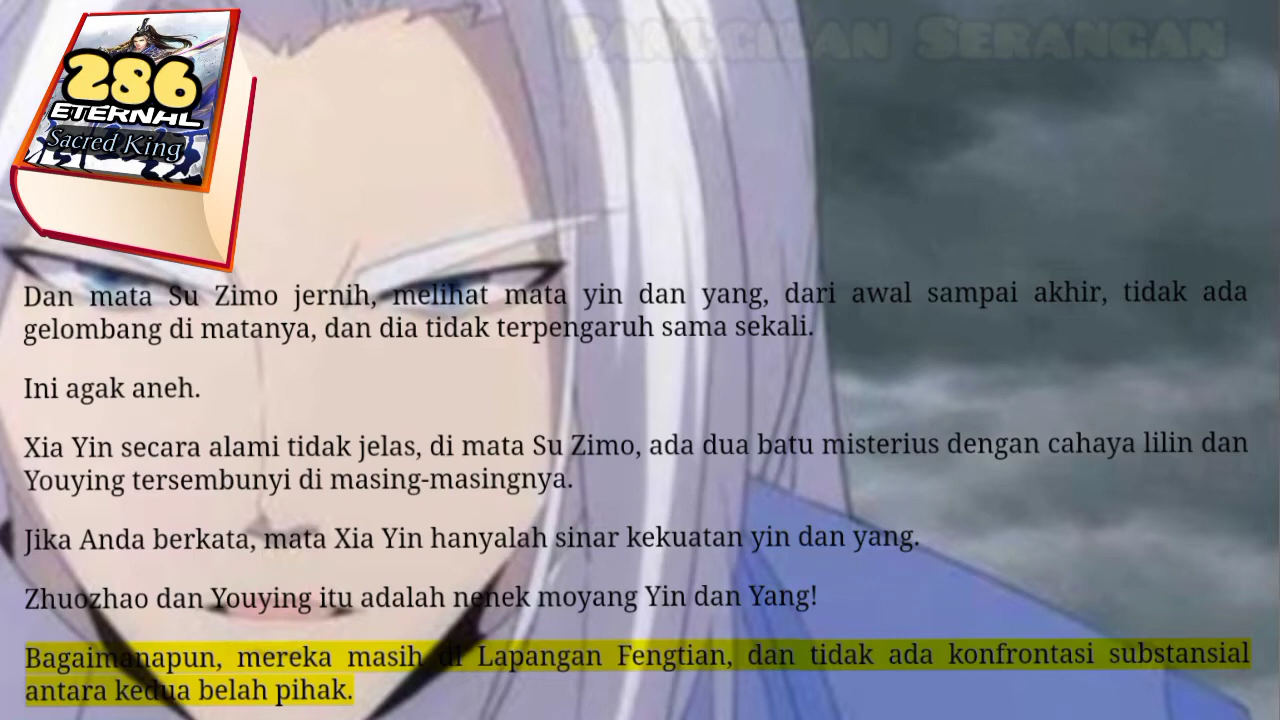 PANGGILAN SERANGAN
286
ETERNAL
Sacred King
Dan mata Su Zimo jernih, melihat mata yin dan yang, dari awal sampai akhir, tidak ada
gelombang di matanya, dan dia tidak terpengaruh sama sekali.
Ini agak aneh.
Xia Yin secara alami tidak jelas, di mata Su Zimo, ada dua batu misterius dengan cahaya lilin dan
Youying tersembunyi di masing-masingnya.
Jika Anda berkata, mata Xia Yin hanyalah sinar kekuatan yin dan yang.
Zhuozhao dan Youying itu adalah nenek moyang Yin dan Yang!
Bagaimanapun, mereka masih di Lapangan Fengtian, dan tidak ada konfrontasi substansial
antara kedua belah pihak.